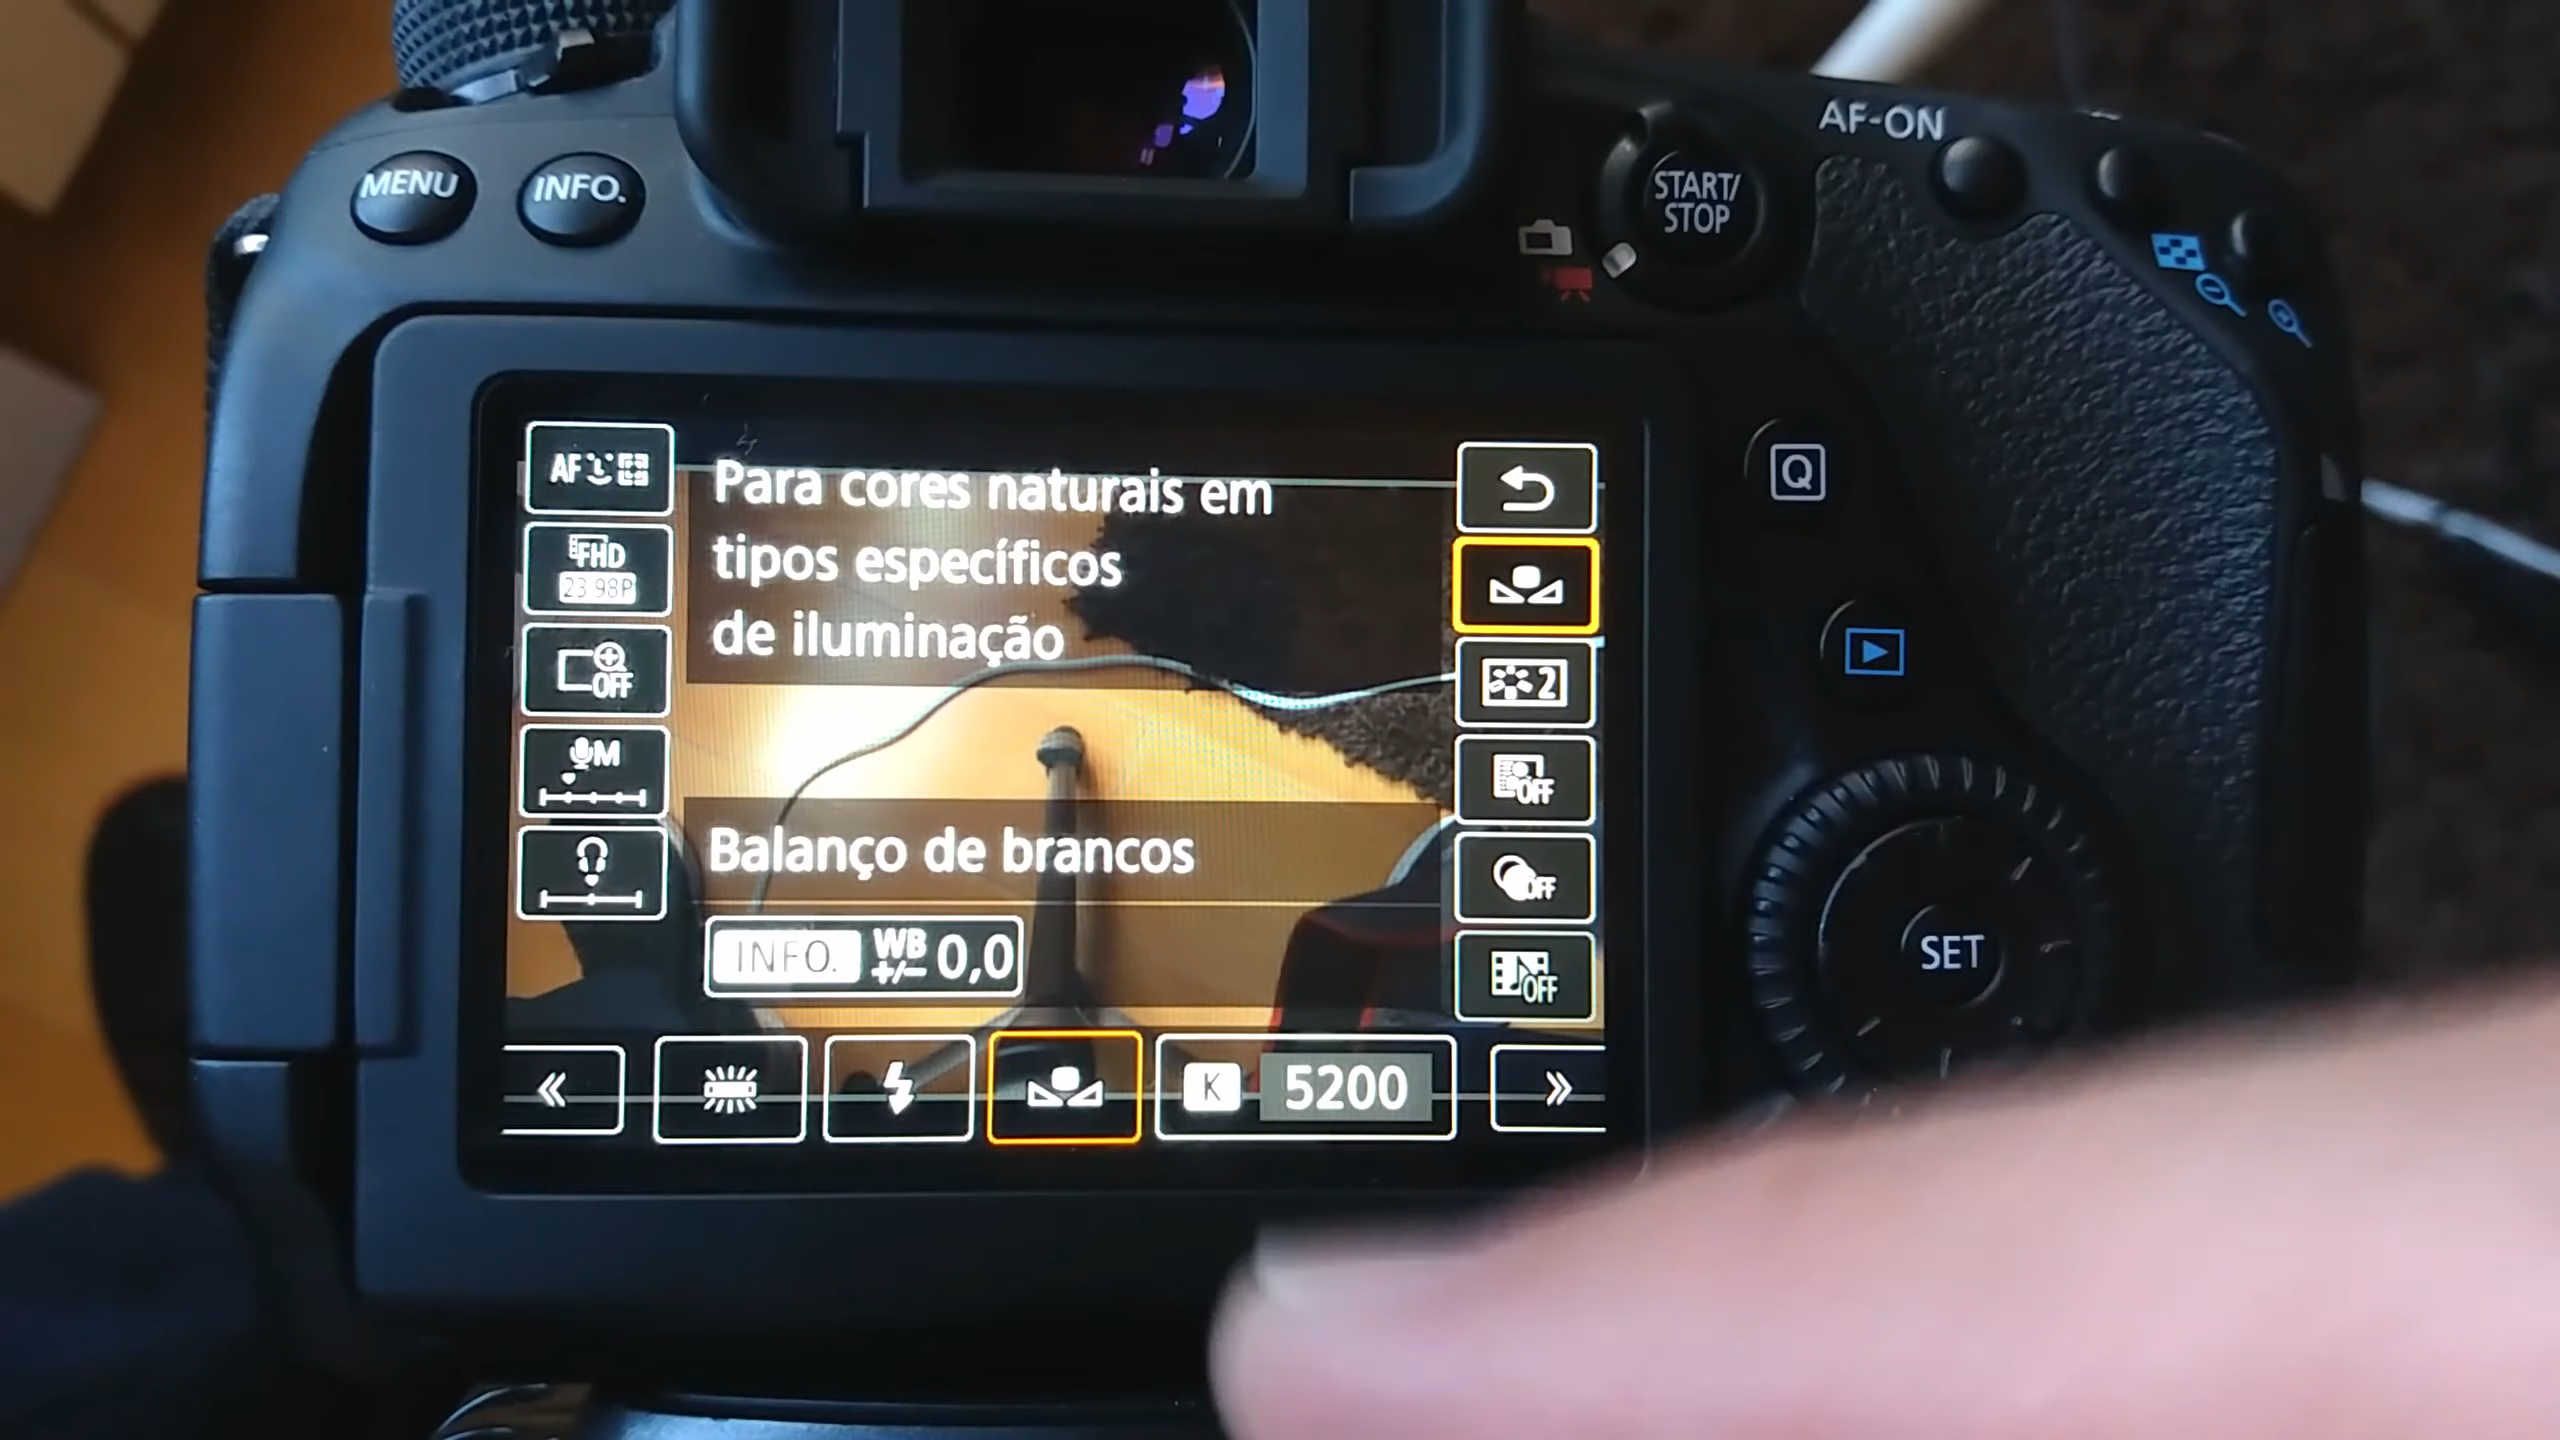 AF-ON
MENU
INFO.
START/
STOP
Q
AF
Para cores naturais em
tipos específicos
de iluminação
FHD
23.98P
OFF
2
M
OFF
Balanço de brancos
OFF
SET
INFO. WB +/- 0,0
OFF
K 5200